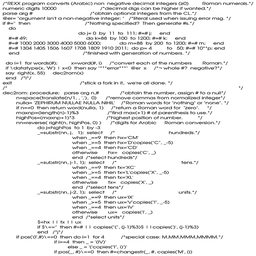 /*REXX program converts (Arabic) non negative decimal integers (≥0) Roman numerals.*/
numeric digits 10000 /*decimal digs can be higher if wanted.*/
parse arg # /*obtain optional integers from the CL.*/
@er= "argument isn't a non-negative integer: " /*literal used when issuing error msg. */
if #='' then /*Nothing specified? Then generate #s.*/
do
do j= 0 by 11 to 111; #=# j; end
#=# 49; do k=88 by 100 to 1200; #=# k; end
#=# 1000 2000 3000 4000 5000 6000; do m=88 by 200 to 1200; #=# m; end
#=# 1304 1405 1506 1607 1708 1809 1910 2011; do p=4 to 50; #=# 10**p; end
end /*finished with generation of numbers. */

do i=1 for words(#); x=word(#, i) /*convert each of the numbers Roman.*/
if \datatype(x, 'W') | x<0 then say "***error***" @er x /* ¬ whole #? ¬negative?*/
say right(x, 55) dec2rom(x)
end /*i*/
exit /*stick a fork in it, we're all done. */
/* */
dec2rom: procedure; parse arg n,# /*obtain the number, assign # to a nul.*/
n=space(translate(n/1, , ','), 0) /*remove commas from normalized integer*/
nulla= 'ZEPHIRUM NULLAE NULLA NIHIL' /*Roman words for "nothing" or "none". */
if n=0 then return word(nulla, 1) /*return a Roman word for "zero". */
maxnp=(length(n)-1)%3 /*find max(+1) # of parenthesis to use.*/
highPos=(maxnp+1)*3 /*highest position of number. */
nn=reverse( right(n, highPos, 0) ) /*digits for Arabic Roman conversion.*/
do j=highPos to 1 by -3
_=substr(nn, j, 1); select /* hundreds.*/
when _==9 then hx='CM'
when _>=5 then hx='D'copies("C", _-5)
when _==4 then hx='CD'
otherwise hx= copies('C', _)
end /*select hundreds*/
_=substr(nn, j-1, 1); select /* tens.*/
when _==9 then tx='XC'
when _>=5 then tx='L'copies("X", _-5)
when _==4 then tx='XL'
otherwise tx= copies('X', _)
end /*select tens*/
_=substr(nn, j-2, 1); select /* units.*/
when _==9 then ux='IX'
when _>=5 then ux='V'copies("I", _-5)
when _==4 then ux='IV'
otherwise ux= copies('I', _)
end /*select units*/
$=hx || tx || ux
if $\=='' then #=# || copies("(", (j-1)%3)$ || copies(')', (j-1)%3)
end /*j*/
if pos('(I',#)\==0 then do i=1 for 4 /*special case: M,MM,MMM,MMMM.*/
if i==4 then _ = '(IV)'
else _ = '('copies("I", i)')'
if pos(_, #)\==0 then #=changestr(_, #, copies('M', i))